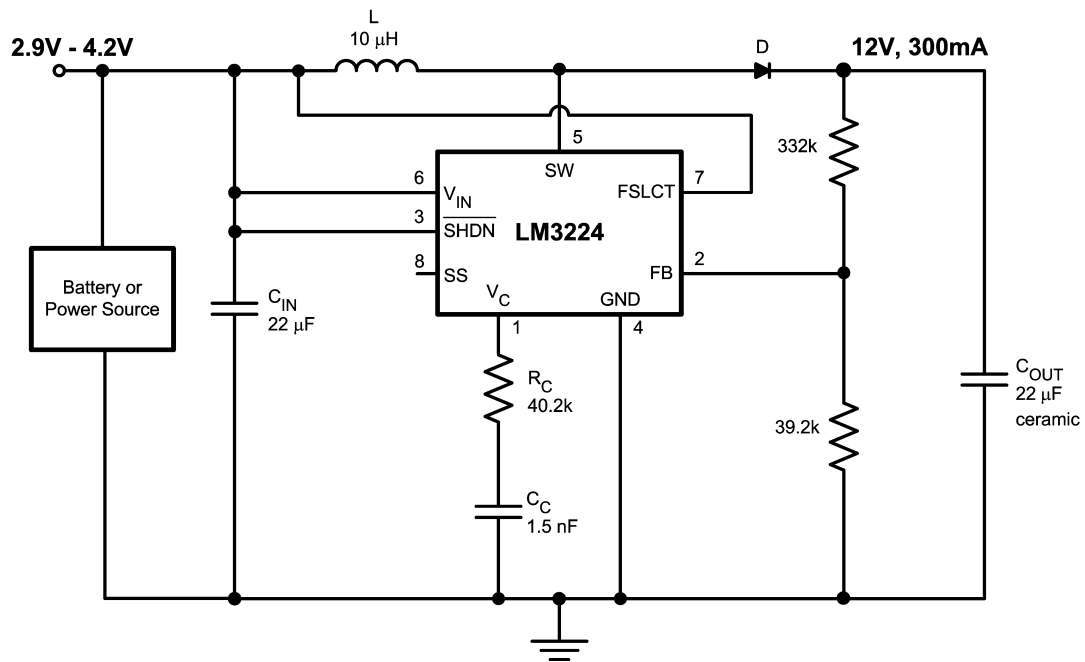 L
10 μH
2.9V - 4.2V
D
12V, 300mA
5
SW
332k
6
V_IN
7
FSLCT
3
SHDN
LM3224
8
SS
2
FB
Battery or
Power Source
C_IN
22 μF
V_C
GND
1
4
R_C
40.2k
C_OUT
22 μF
ceramic
39.2k
C_C
1.5 nF